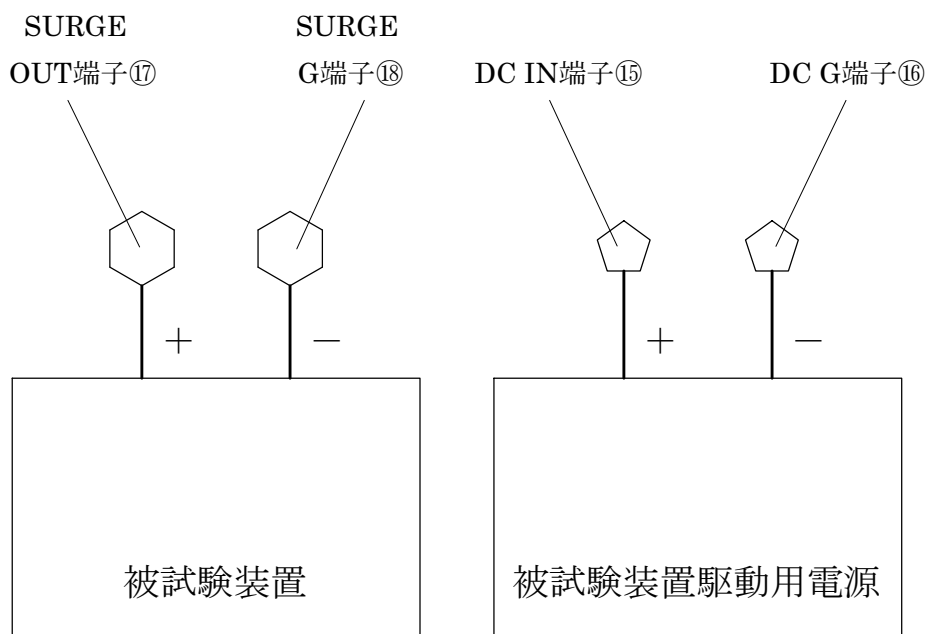 SURGE
OUT端子⑰
SURGE
G端子⑱
DC IN端子⑮
DC G端子⑯
＋
－
＋
－
被試験装置
被試験装置駆動用電源